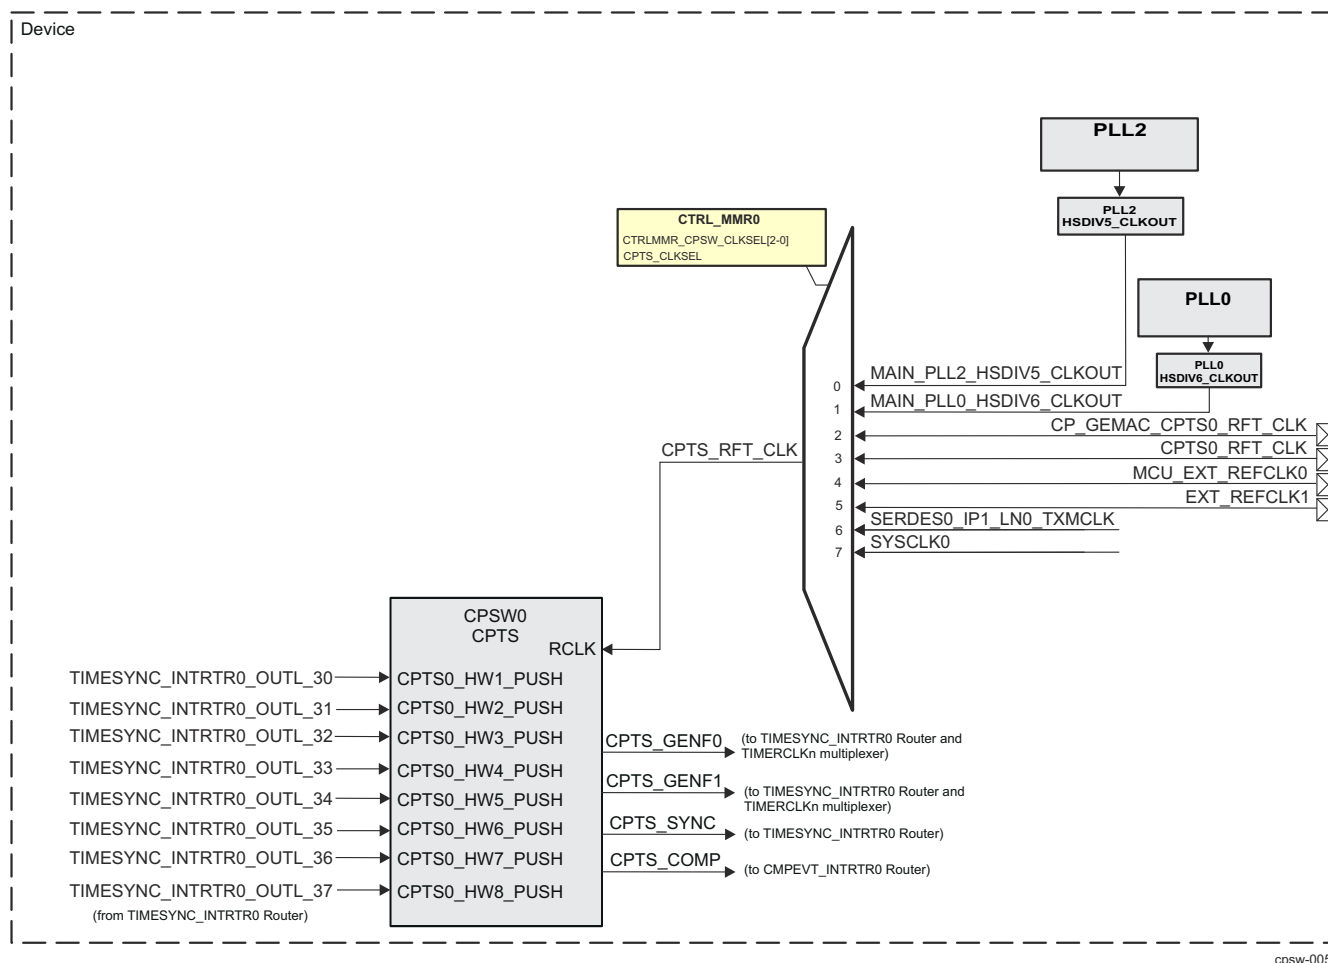 Device
PLL2
PLL2
HSDIV5_CLKOUT
CTRL_MMR0
CTRLMMR_CPSW_CLKSEL[2-0]
CPTS_CLKSEL
PLL0
PLL0
HSDIV6_CLKOUT
0
MAIN_PLL2_HSDIV5_CLKOUT
1
MAIN_PLL0_HSDIV6_CLKOUT
2
CP_GEMAC_CPTS0_RFT_CLK
3
CPTS0_RFT_CLK
4
MCU_EXT_REFCLK0
5
EXT_REFCLK1
6
SERDES0_IP1_LN0_TXMCLK
7
SYSCLK0
CPTS_RFT_CLK
CPSW0
CPTS
RCLK
TIMESYNC_INTRTR0_OUTL_30
CPTS0_HW1_PUSH
TIMESYNC_INTRTR0_OUTL_31
CPTS0_HW2_PUSH
TIMESYNC_INTRTR0_OUTL_32
CPTS0_HW3_PUSH
TIMESYNC_INTRTR0_OUTL_33
CPTS0_HW4_PUSH
TIMESYNC_INTRTR0_OUTL_34
CPTS0_HW5_PUSH
TIMESYNC_INTRTR0_OUTL_35
CPTS0_HW6_PUSH
TIMESYNC_INTRTR0_OUTL_36
CPTS0_HW7_PUSH
TIMESYNC_INTRTR0_OUTL_37
CPTS0_HW8_PUSH
(from TIMESYNC_INTRTR0 Router)
CPTS_GENF0
(to TIMESYNC_INTRTR0 Router and
TIMERCLKn multiplexer)
CPTS_GENF1
(to TIMESYNC_INTRTR0 Router and
TIMERCLKn multiplexer)
CPTS_SYNC
(to TIMESYNC_INTRTR0 Router)
CPTS_COMP
(to CMPEVT_INTRTR0 Router)
cpsw-005